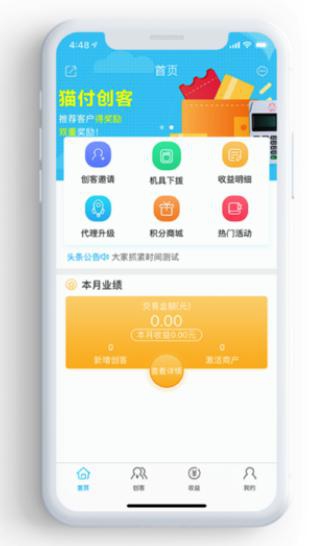 4:48
首页
猫付创客
推荐客户得奖励
双重奖励！
创客邀请
机具下拨
收益明细
代理升级
积分商城
热门活动
头条公告 大家抓紧时间测试
本月业绩
交易金额(元)
0.00
本月收益0.00元
0
0
新增创客
激活商户
查看详情
首页
创客
收益
我的